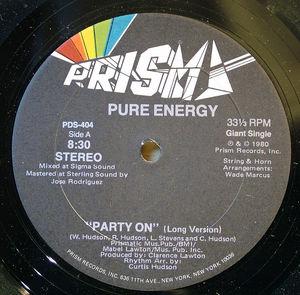 PRISM
PURE ENERGY
PDS-404
Side A
8:30
STEREO
Mixed at Sigma Sound
Mastered at Sterling Sound by
Jose Rodriguez
33⅓ RPM
Giant Single
℗ & © 1980
Prism Records, Inc.
String & Horn
Arrangements:
Wade Marcus
"PARTY ON" (Long Version)
(W. Hudson, R. Hudson, L. Stevens and C. Hudson)
Prismatic Mus. Pub./BMI/
Mabel Lawton/Mus. Pub./BMI
Produced by: Clarence Lawton
Rhythm Arr. by:
Curtis Hudson
PRISM RECORDS, INC. 636 11TH AVE., NEW YORK, NEW YORK 10036